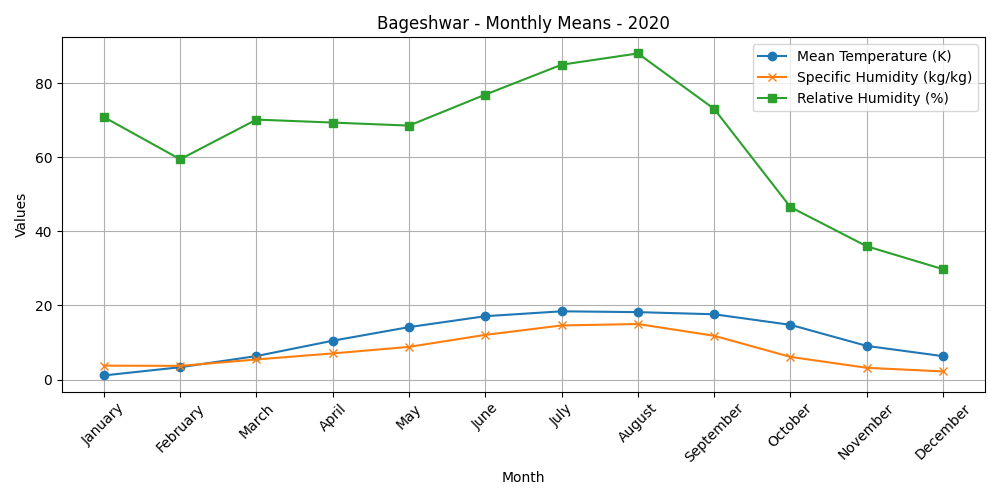 Bageshwar - Monthly Means - 2020
Mean Temperature (K)
Specific Humidity (kg/kg)
Relative Humidity (%)
Values
80
60
40
20
0
January
February
March
April
May
June
July
August
September
October
November
December
Month